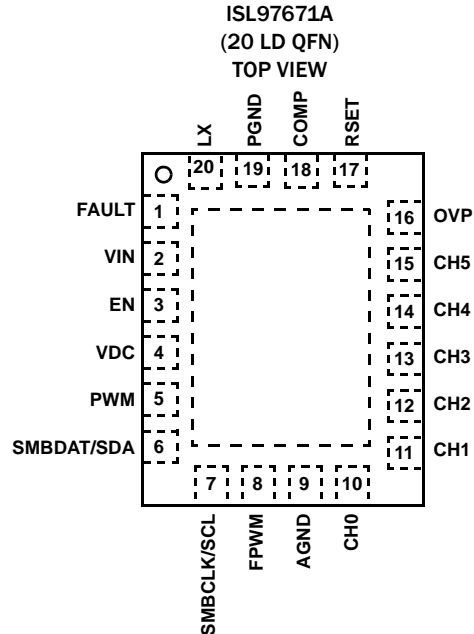 ISL97671A
(20 LD QFN)
TOP VIEW
LX
PGND
COMP
RSET
20
19
18
17
FAULT 1
VIN 2
EN 3
VDC 4
PWM 5
SMBDAT/SDA 6
16 OVP
15 CH5
14 CH4
13 CH3
12 CH2
11 CH1
7
8
9
10
SMBCLK/SCL
FPWM
AGND
CH0